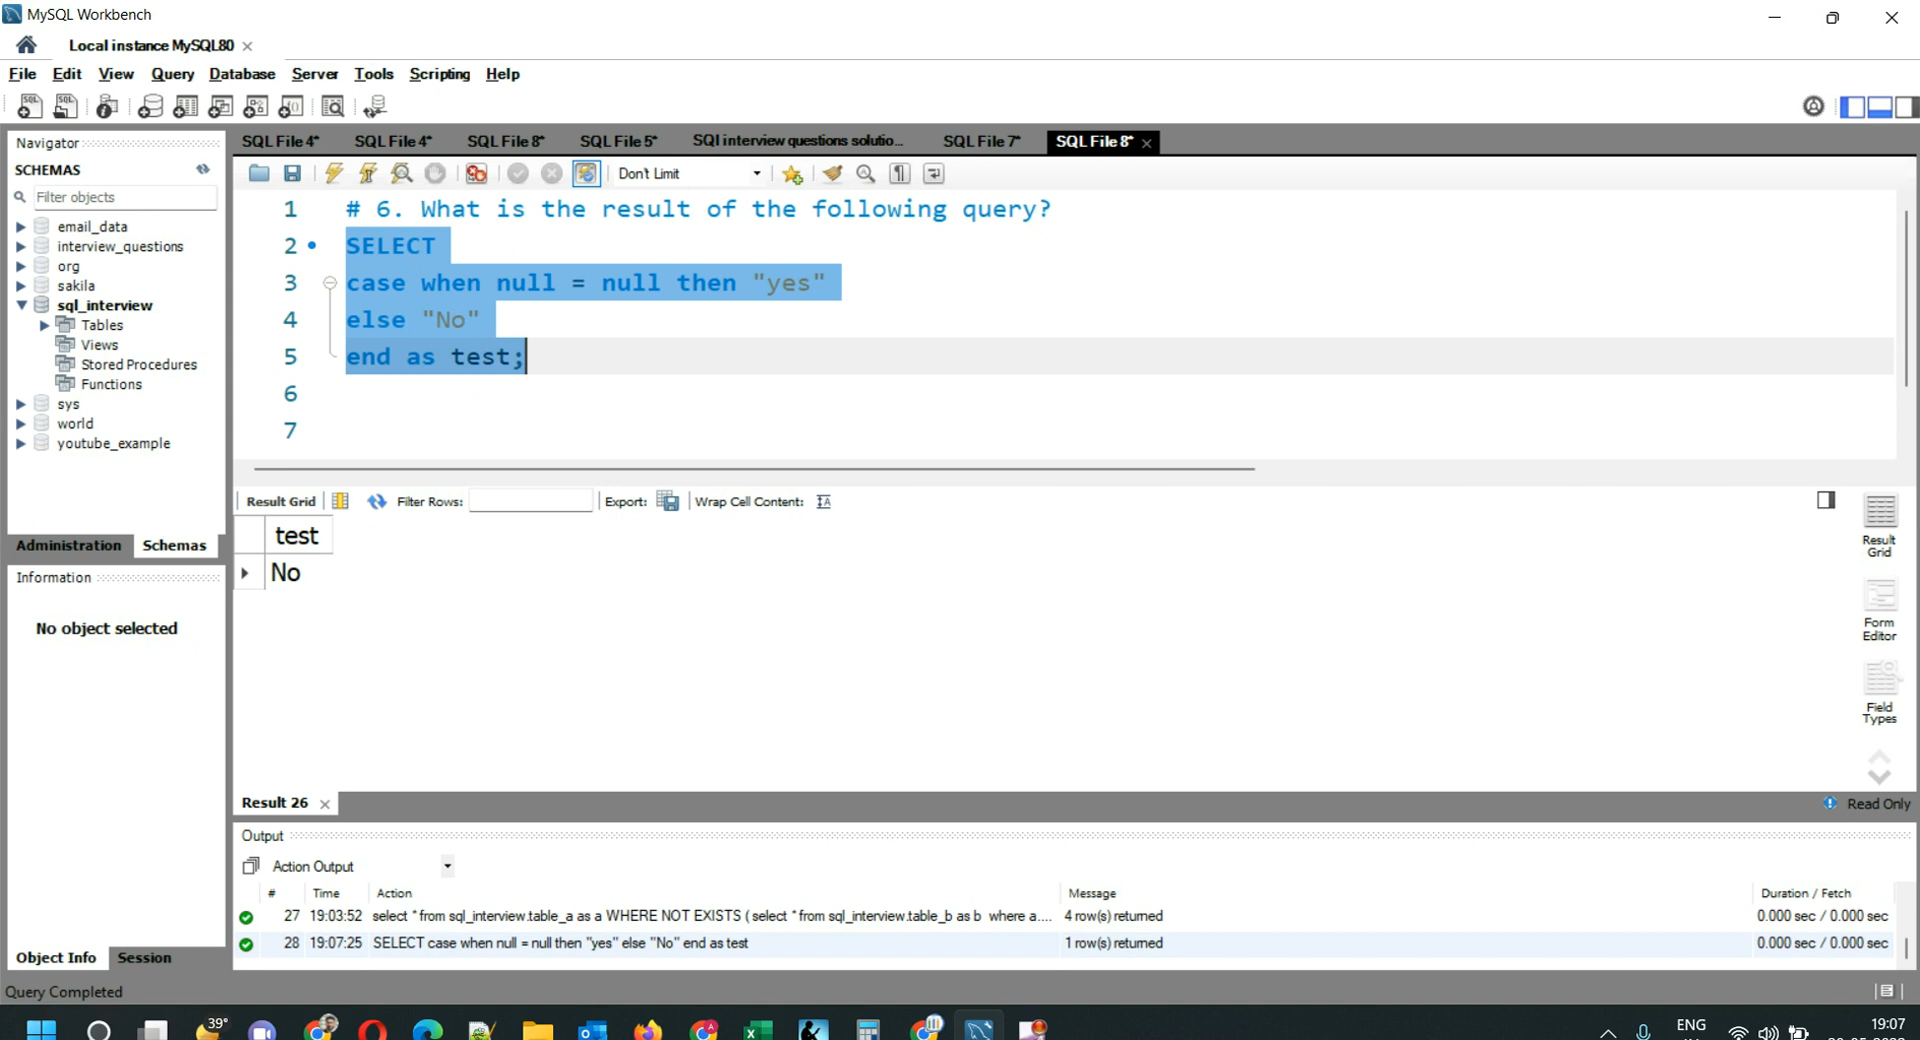 MySQL Workbench
Local instance MySQL80
File Edit View Query Database Server Tools Scripting Help
Navigator
SCHEMAS
Filter objects
email_data
interview_questions
org
sakila
sql_interview
Tables
Views
Stored Procedures
Functions
sys
world
youtube_example
Administration Schemas
Information
No object selected
Object Info Session
SQL File 4* SQL File 4* SQL File 8* SQL File 5* SQl interview questions solutio... SQL File 7* SQL File 8*
Don't Limit
1 # 6. What is the result of the following query?
2 SELECT
3 case when null = null then "yes"
4 else "No"
5 end as test;
6
7
Result Grid Filter Rows: Export: Wrap Cell Content:
test
No
Result Grid
Form Editor
Field Types
Result 26 Read Only
Output
Action Output
# Time Action Message Duration / Fetch
27 19:03:52 select * from sql_interview.table_a as a WHERE NOT EXISTS ( select * from sql_interview.table_b as b where a.... 4 row(s) returned 0.000 sec / 0.000 sec
28 19:07:25 SELECT case when null = null then "yes" else "No" end as test 1 row(s) returned 0.000 sec / 0.000 sec
Query Completed
39° ENG 19:07